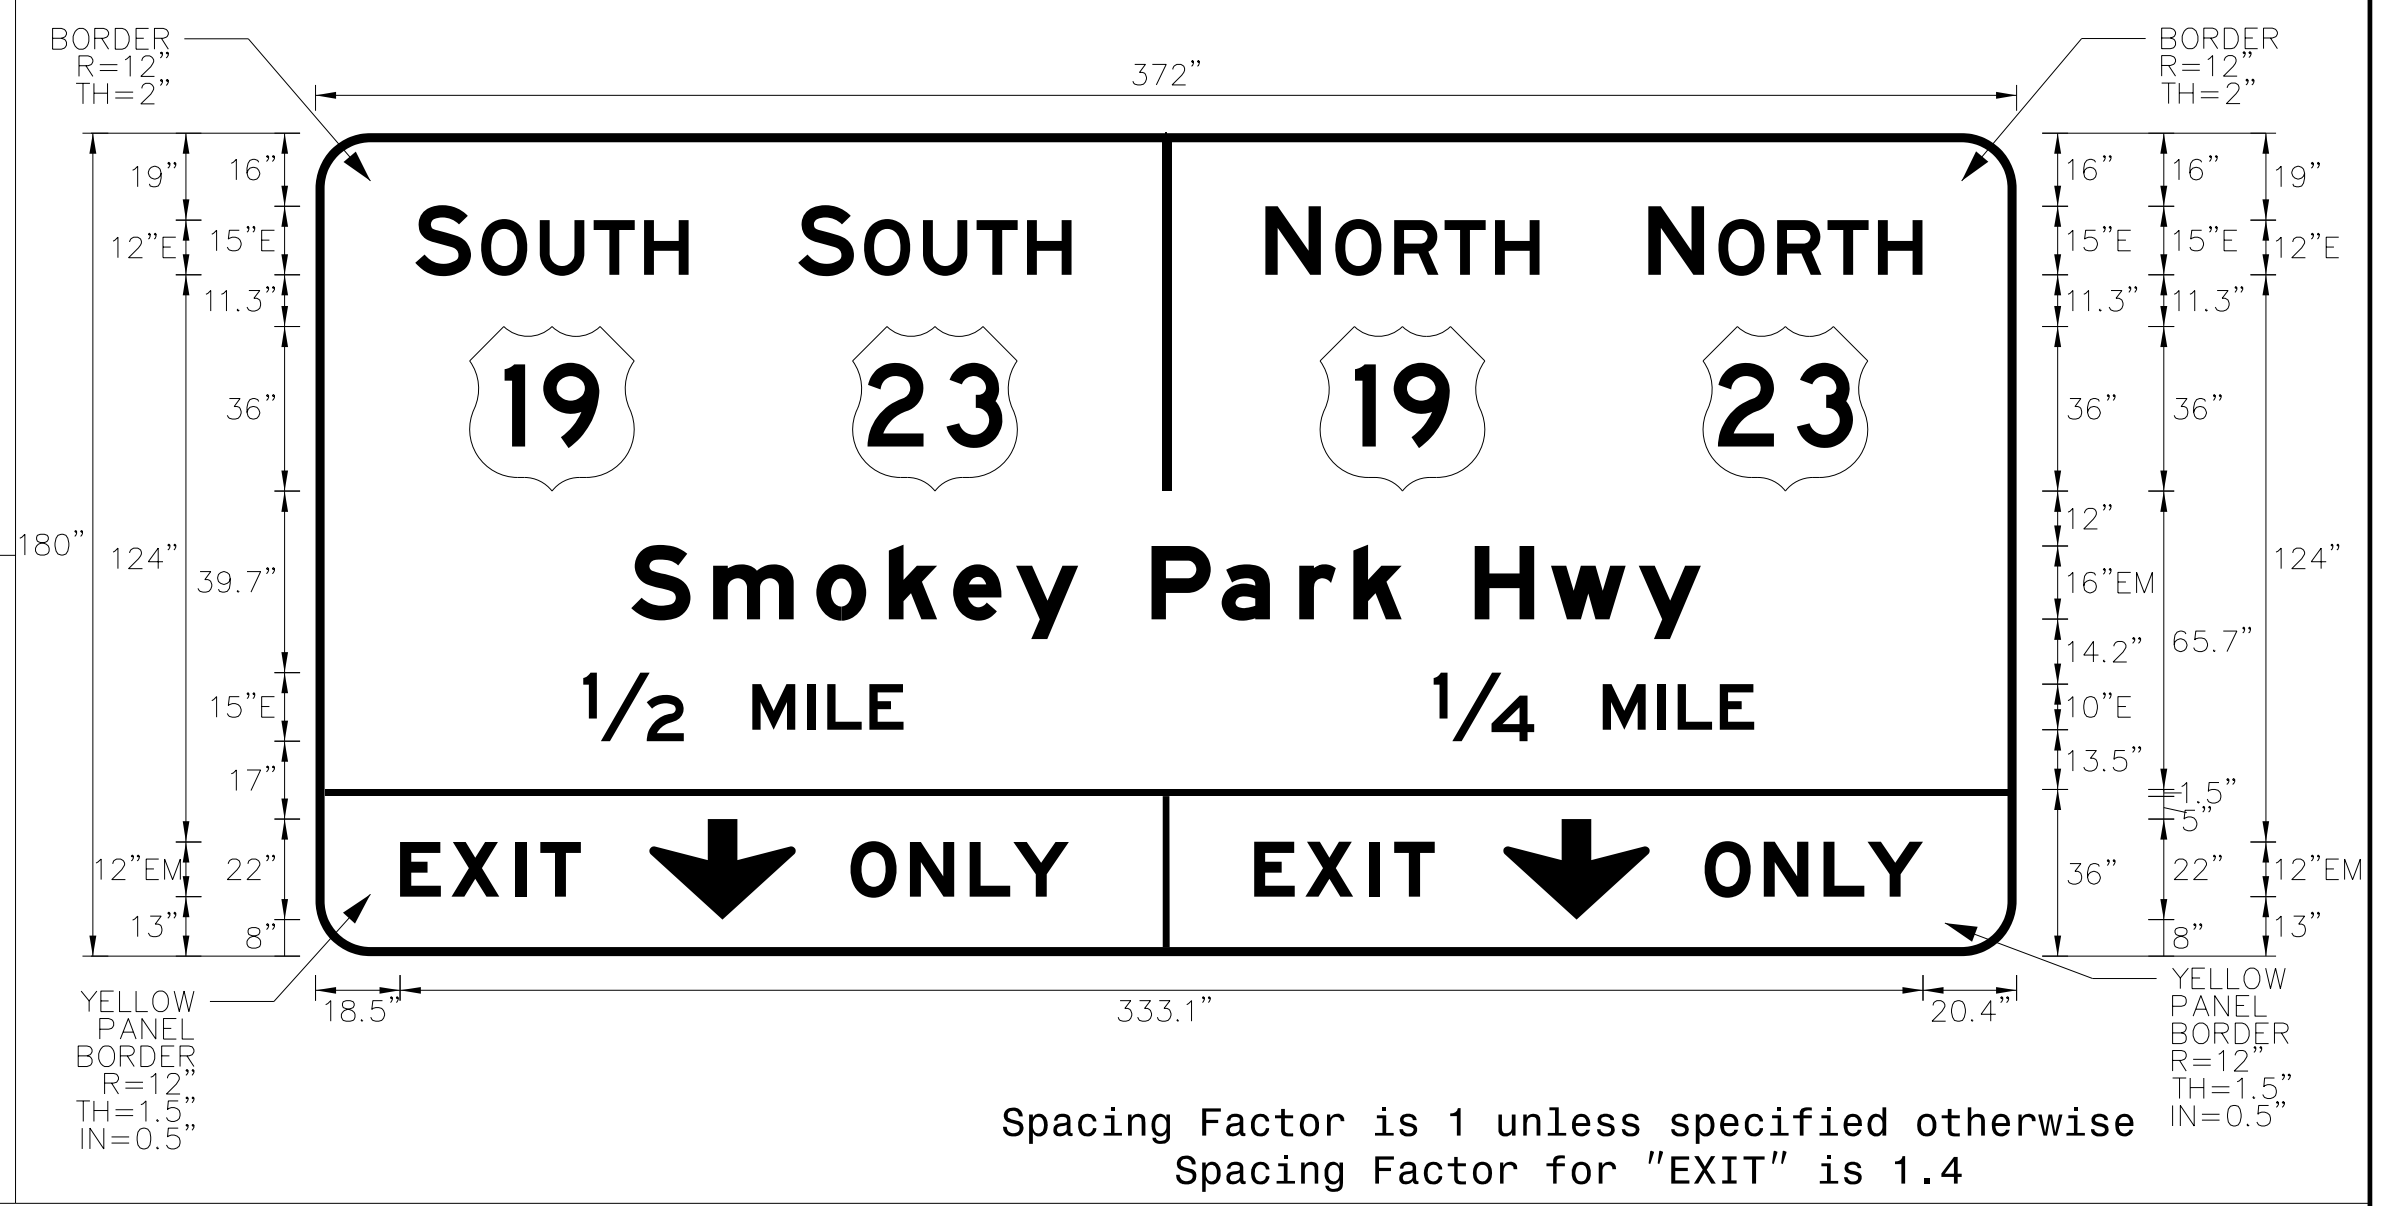 BORDER
R=12"
TH=2"
372"
BORDER
R=12"
TH=2"
19" 16"
12"E 15"E
11.3"
36"
180" 124" 39.7"
15"E
17"
12"EM 22"
13" 8"
SOUTH SOUTH NORTH NORTH
19 23 19 23
Smokey Park Hwy
1/2 MILE 1/4 MILE
EXIT ONLY EXIT ONLY
16" 16" 19"
15"E 15"E 12"E
11.3" 11.3"
36" 36"
12"
124"
16"EM
14.2" 65.7"
10"E
13.5"
1.5"
5"
36" 22" 12"EM
8" 13"
18.5" 333.1" 20.4"
YELLOW
PANEL
BORDER
R=12"
TH=1.5"
IN=0.5"
YELLOW
PANEL
BORDER
R=12"
TH=1.5"
IN=0.5"
Spacing Factor is 1 unless specified otherwise
Spacing Factor for "EXIT" is 1.4